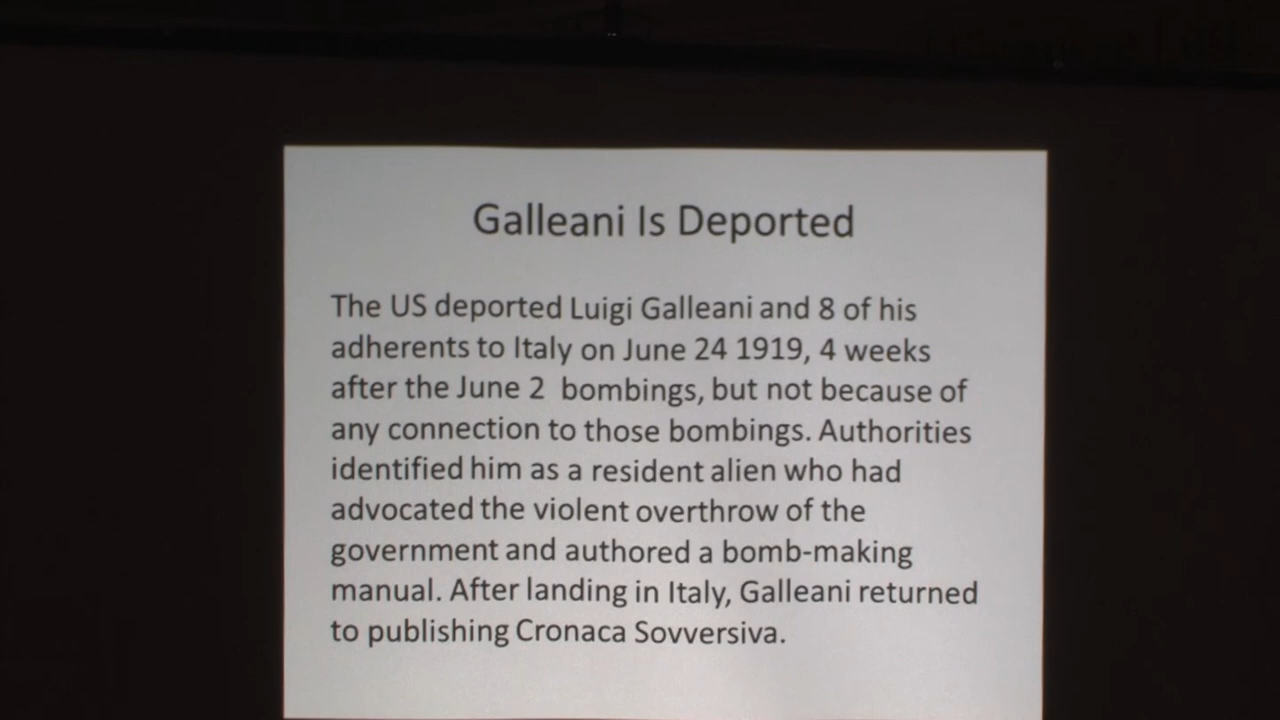 Galleani Is Deported
The US deported Luigi Galleani and 8 of his
adherents to Italy on June 24 1919, 4 weeks
after the June 2  bombings, but not because of
any connection to those bombings. Authorities
identified him as a resident alien who had
advocated the violent overthrow of the
government and authored a bomb-making
manual. After landing in Italy, Galleani returned
to publishing Cronaca Sovversiva.